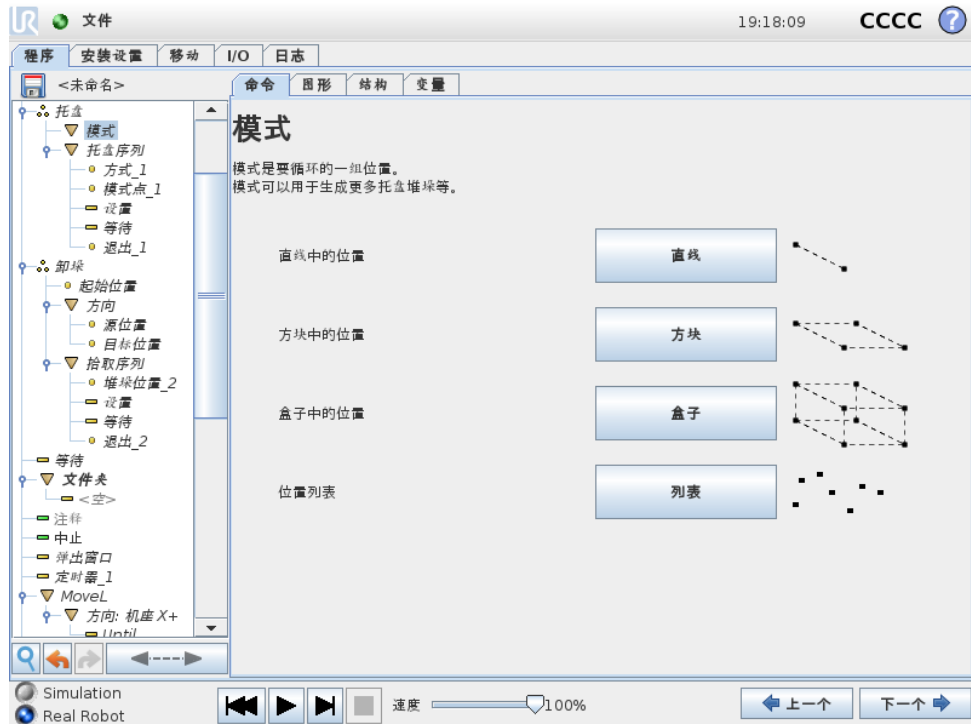 UR 文件 19:18:09 CCCC ?
程序 安装设置 移动 I/O 日志
<未命名>
命令 图形 结构 变量
托盘
模式
托盘序列
方式_1
模式点_1
设置
等待
退出_1
卸垛
起始位置
方向
源位置
目标位置
拾取序列
堆垛位置_2
设置
等待
退出_2
等待
文件夹
<空>
注释
中止
弹出窗口
定时器_1
MoveL
方向: 机座 X+
Until
模式
模式是要循环的一组位置。
模式可以用于生成更多托盘堆垛等。
直线中的位置 直线
方块中的位置 方块
盒子中的位置 盒子
位置列表 列表
Simulation
Real Robot
速度 100%
上一个 下一个